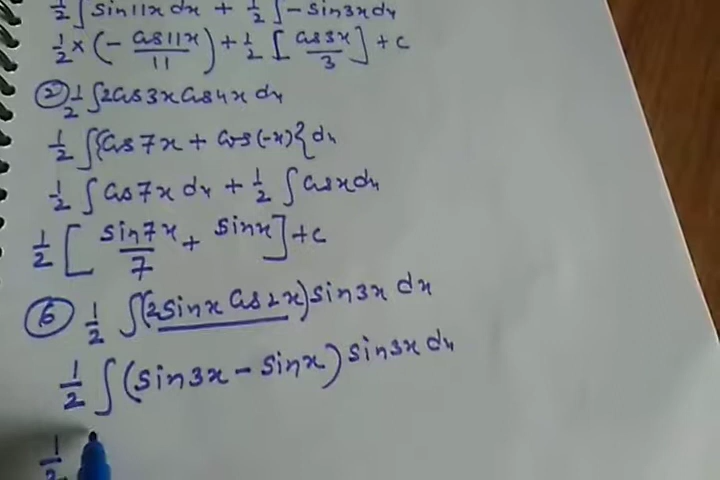 1/2 ∫ sin11x dx + 1/2 ∫ -sin3x dx
1/2 × (- cos11x/11) + 1/2 [cos3x/3] + c
② 1/2 ∫2cos3x cos4x dx
1/2 ∫{cos7x + cos(-x)} dx
1/2 ∫ cos7x dx + 1/2 ∫ cosx dx
1/2 [sin7x/7 + sinx] + c
⑥ 1/2 ∫(2sinx cos2x) sin3x dx
1/2 ∫(sin3x - sinx) sin3x dx
1/2